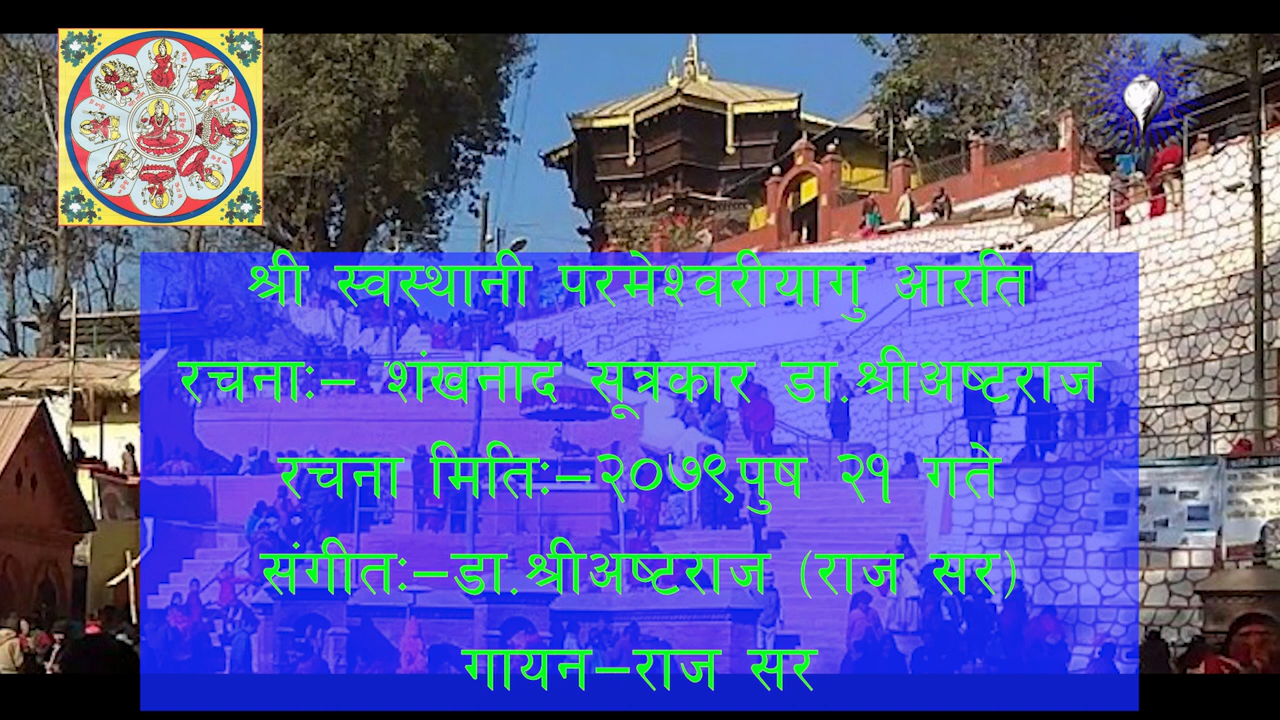 श्री स्वस्थानी परमेश्वरीयागु आरति
रचनाः- शंखनाद सूत्रकार डा.श्रीअष्टराज
रचना मितिः-२०७९पुष २१ गते
संगीतः-डा.श्रीअष्टराज (राज सर)
गायन-राज सर